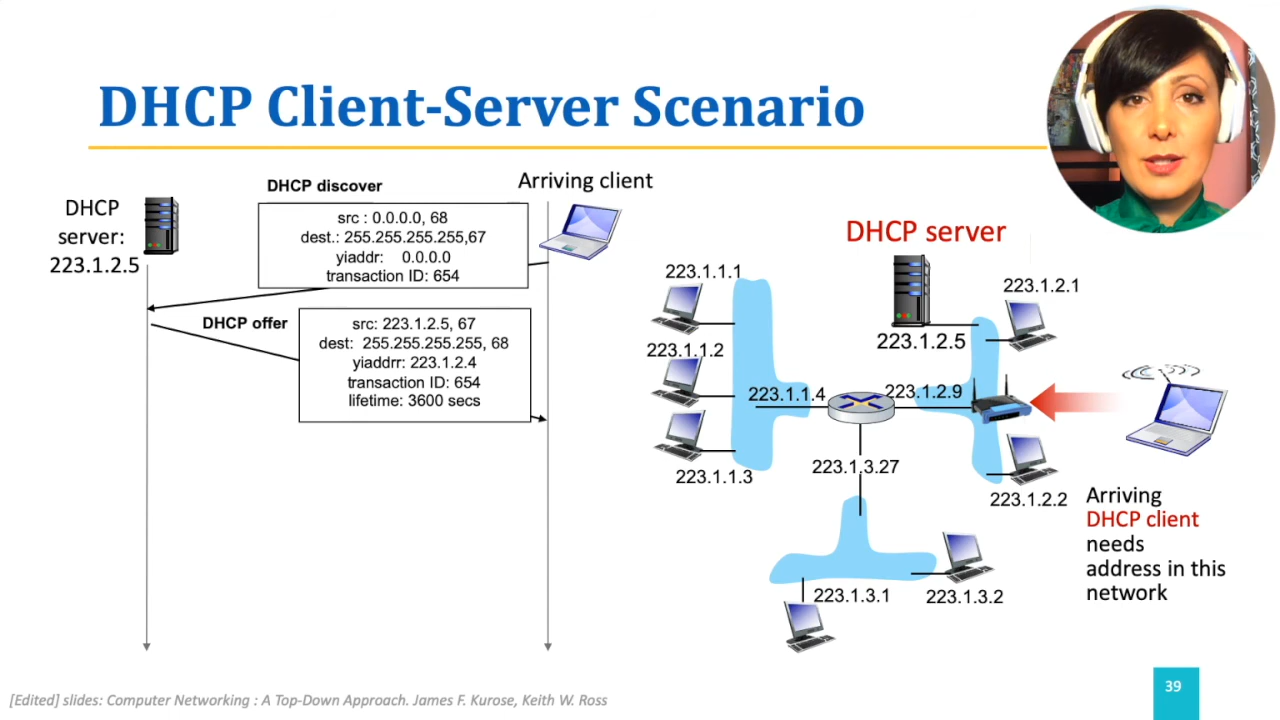 DHCP Client-Server Scenario
DHCP
server:
223.1.2.5
DHCP discover
src : 0.0.0.0, 68
dest.: 255.255.255.255,67
yiaddr: 0.0.0.0
transaction ID: 654
Arriving client
DHCP offer
src: 223.1.2.5, 67
dest: 255.255.255.255, 68
yiaddrr: 223.1.2.4
transaction ID: 654
lifetime: 3600 secs
DHCP server
223.1.1.1
223.1.2.1
223.1.2.5
223.1.1.2
223.1.1.4
223.1.2.9
223.1.1.3
223.1.3.27
223.1.2.2
Arriving
DHCP client
needs
address in this
network
223.1.3.1
223.1.3.2
[Edited] slides: Computer Networking : A Top-Down Approach. James F. Kurose, Keith W. Ross
39